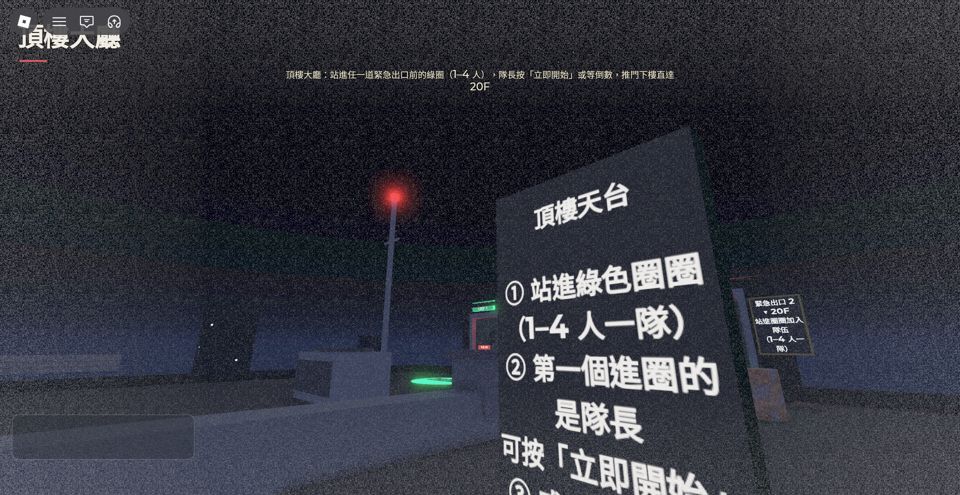 頂樓大廳
頂樓大廳：站進任一道緊急出口前的綠圈（1–4 人），隊長按「立即開始」或等倒數，推門下樓直達
20F
頂樓天台
① 站進綠色圈圈
（1–4 人一隊）
② 第一個進圈的
是隊長
可按「立即開始」
③
緊急出口 2
▼ 20F
站進圈圈加入
隊伍
（1–4 人一
隊）